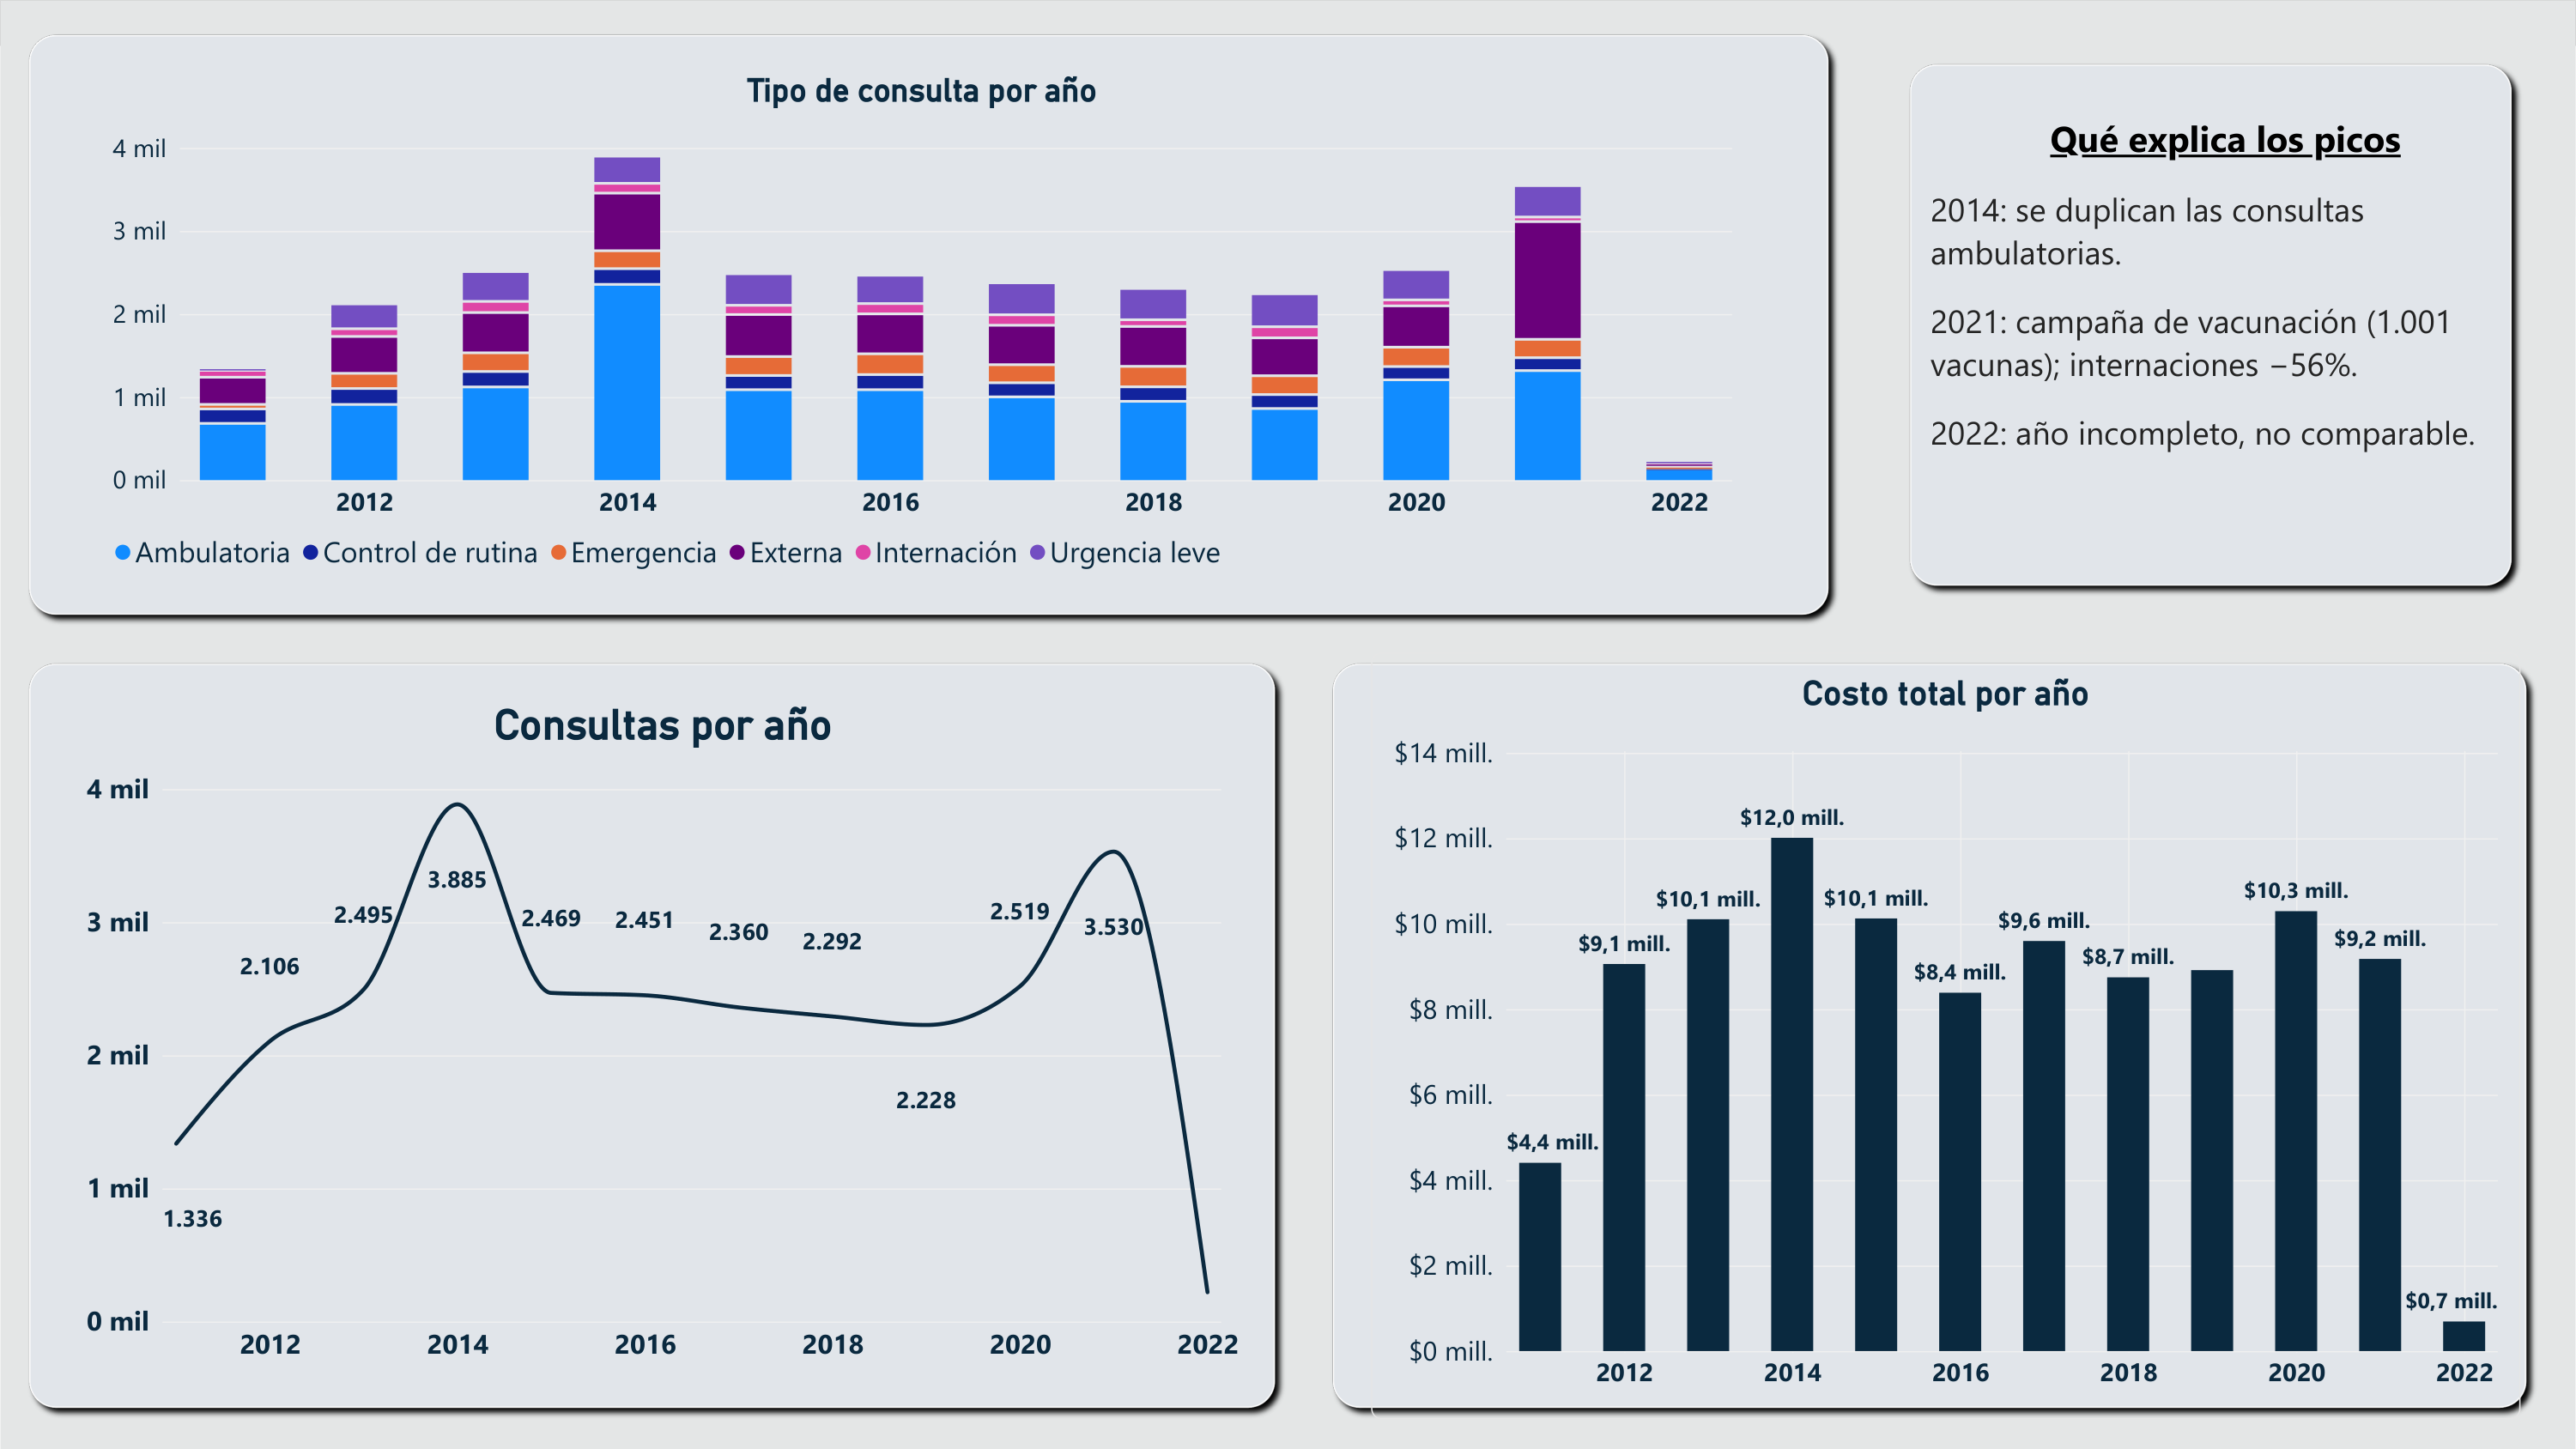 Tipo de consulta por año
4 mil
3 mil
2 mil
1 mil
0 mil
2012 2014 2016 2018 2020 2022
Ambulatoria Control de rutina Emergencia Externa Internación Urgencia leve
Qué explica los picos
2014: se duplican las consultas
ambulatorias.
2021: campaña de vacunación (1.001
vacunas); internaciones −56%.
2022: año incompleto, no comparable.
Consultas por año
4 mil
3 mil
2 mil
1 mil
0 mil
1.336
2.106
2.495
3.885
2.469
2.451
2.360
2.292
2.228
2.519
3.530
2012 2014 2016 2018 2020 2022
Costo total por año
$14 mill.
$12 mill.
$10 mill.
$8 mill.
$6 mill.
$4 mill.
$2 mill.
$0 mill.
$4,4 mill.
$9,1 mill.
$10,1 mill.
$12,0 mill.
$10,1 mill.
$8,4 mill.
$9,6 mill.
$8,7 mill.
$10,3 mill.
$9,2 mill.
$0,7 mill.
2012 2014 2016 2018 2020 2022